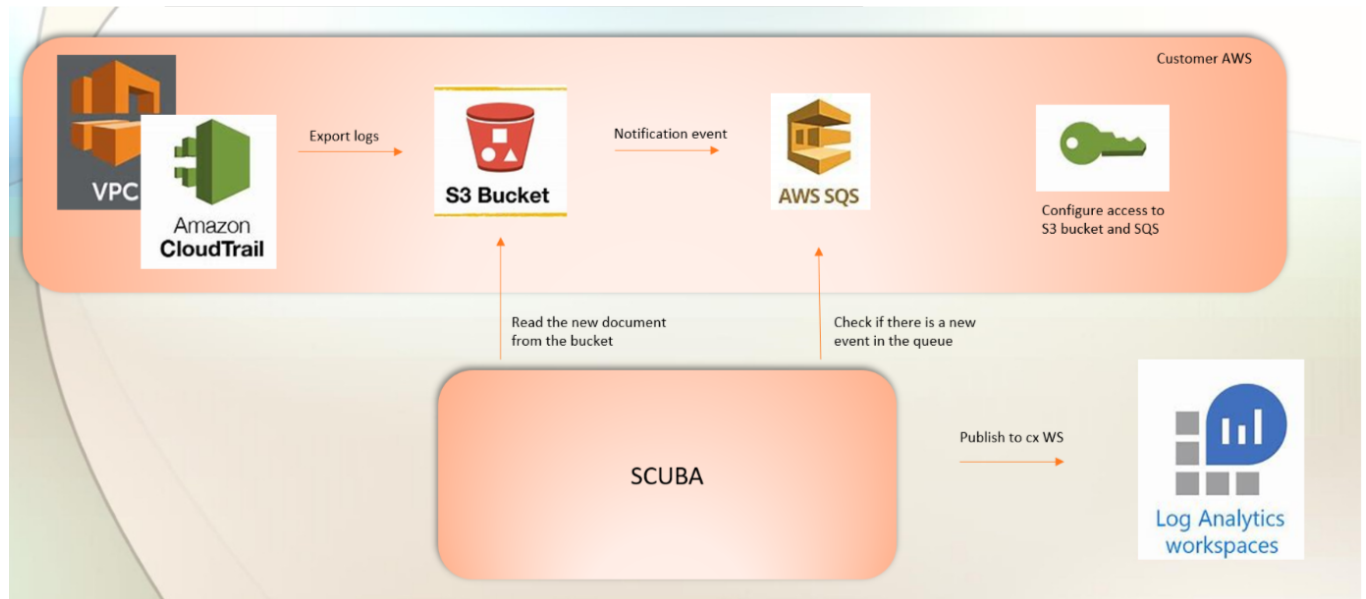 Customer AWS
VPC
Amazon
CloudTrail
Export logs
S3 Bucket
Notification event
AWS SQS
Configure access to
S3 bucket and SQS
Read the new document
from the bucket
Check if there is a new
event in the queue
SCUBA
Publish to cx WS
Log Analytics
workspaces